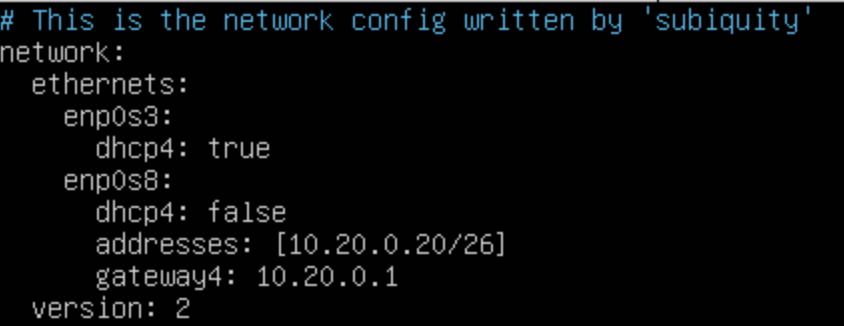 # This is the network config written by 'subiquity'
network:
  ethernets:
    enp0s3:
      dhcp4: true
    enp0s8:
      dhcp4: false
      addresses: [10.20.0.20/26]
      gateway4: 10.20.0.1
  version: 2